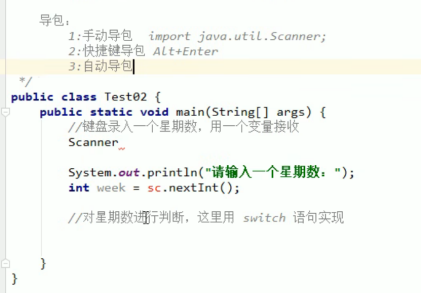 导包：
1:手动导包 import java.util.Scanner;
2:快捷键导包 Alt+Enter
3:自动导包
*/
public class Test02 {
public static void main(String[] args) {
//键盘录入一个星期数，用一个变量接收
Scanner
System.out.println("请输入一个星期数：");
int week = sc.nextInt();
//对星期数进行判断，这里用 switch 语句实现
}
}